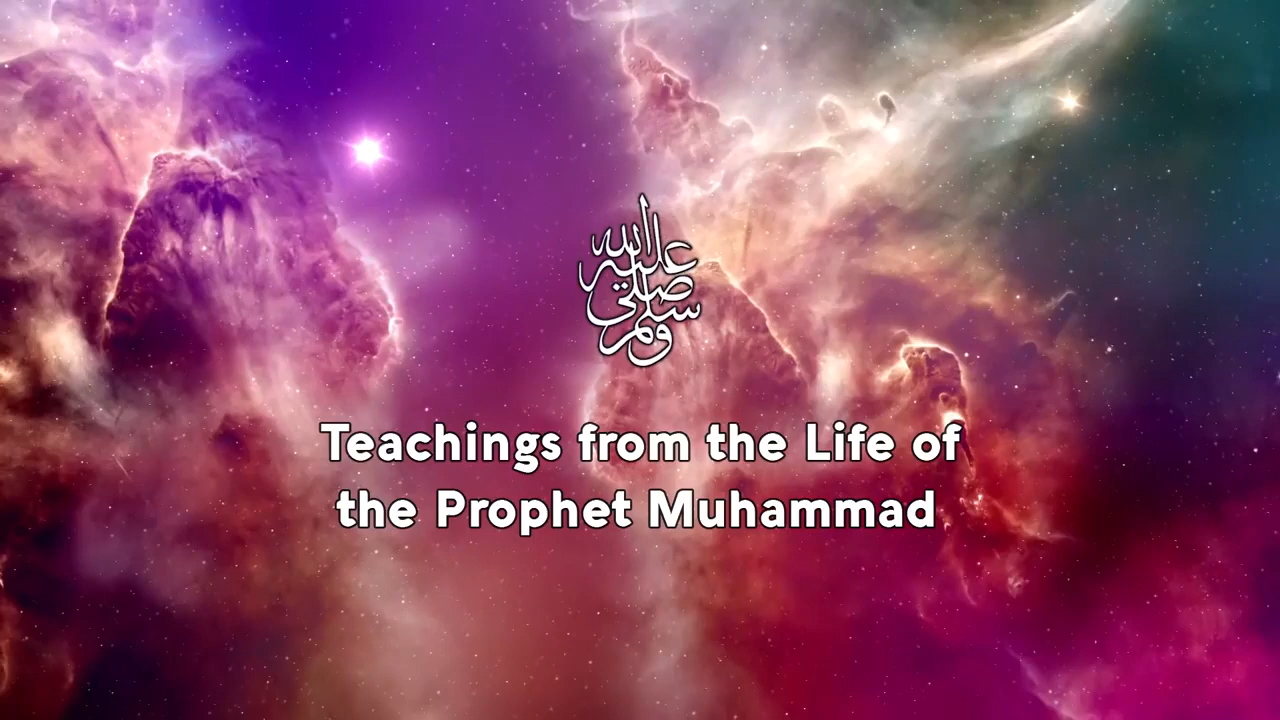 صلى الله عليه وسلم
Teachings from the Life of
the Prophet Muhammad